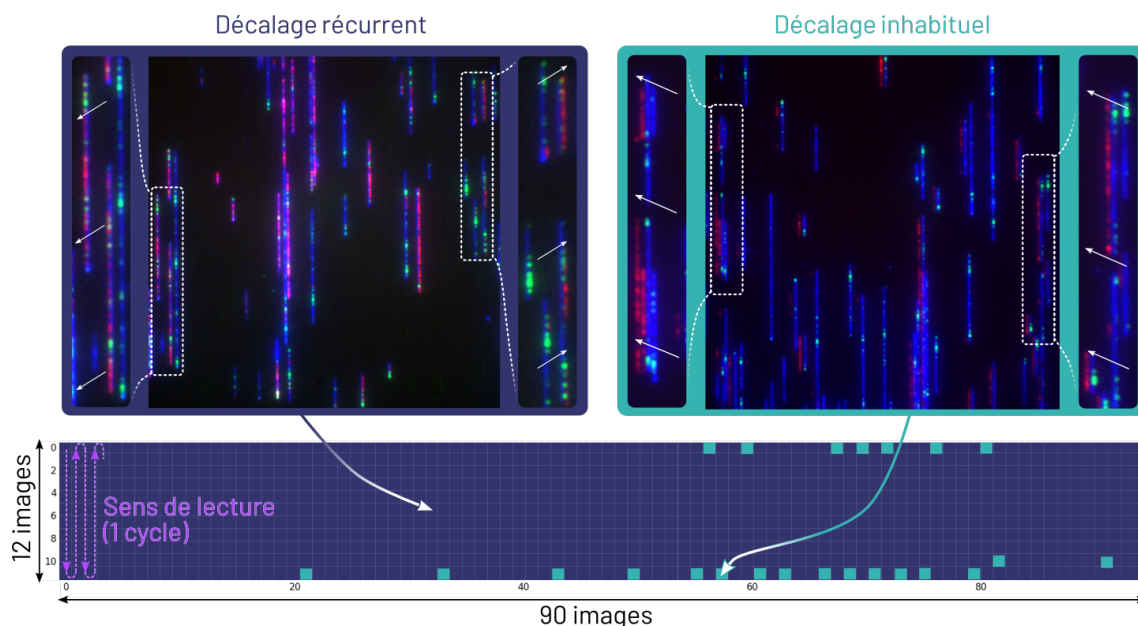 Décalage récurrent
Décalage inhabituel
12 images
0
2
4
6
8
10
Sens de lecture
(1 cycle)
0
20
40
60
80
90 images